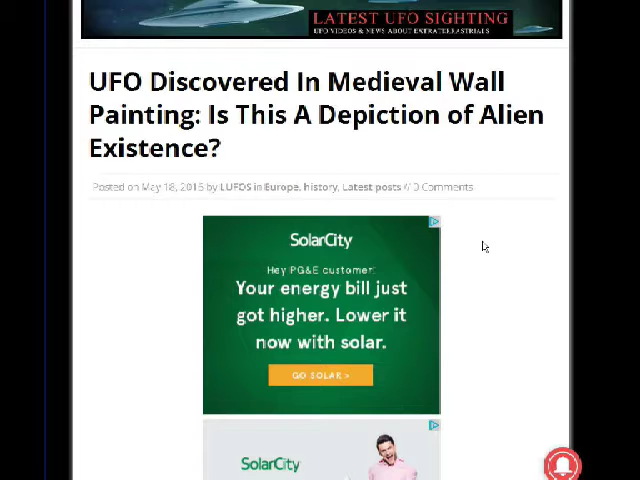 LATEST UFO SIGHTING
UFO VIDEOS & NEWS ABOUT EXTRATERRESTRIALS
UFO Discovered In Medieval Wall
Painting: Is This A Depiction of Alien
Existence?
Posted on May 18, 2015 by LUFOS in Europe, history, Latest posts // 0 Comments
SolarCity
Hey PG&E customer:
Your energy bill just
got higher. Lower it
now with solar.
GO SOLAR >
SolarCity